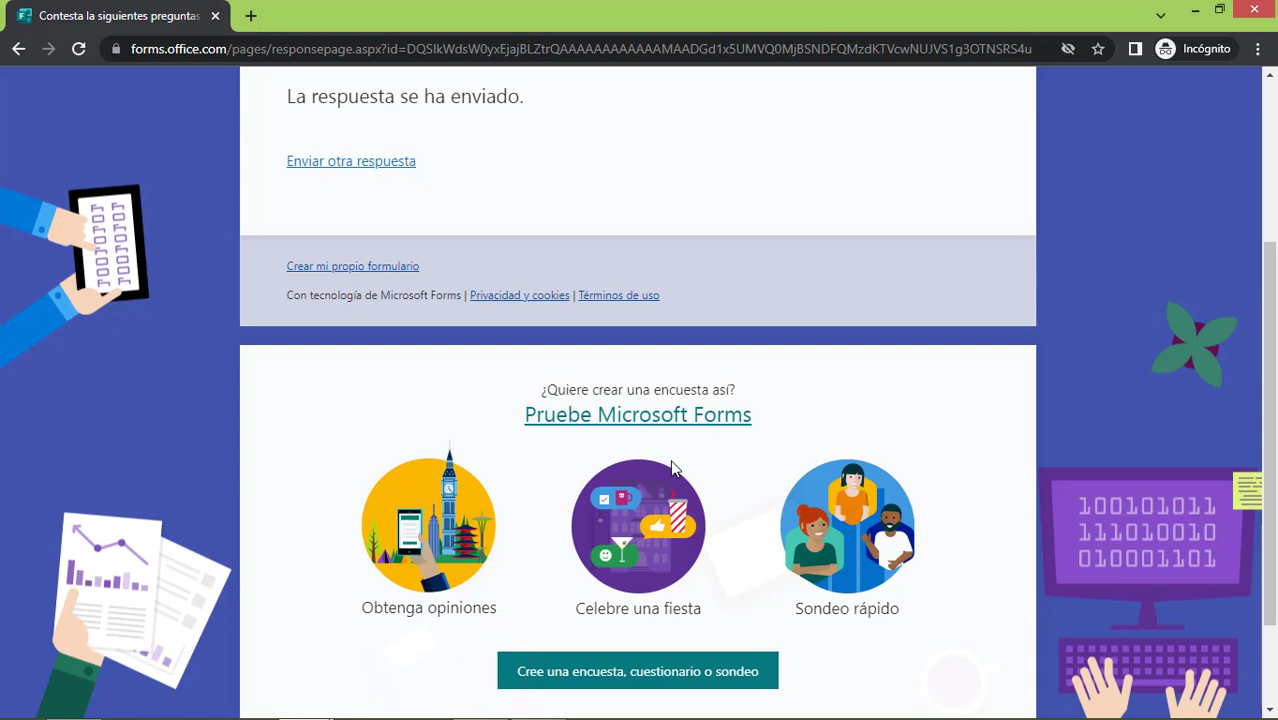 Contesta la siguientes preguntas
forms.office.com/pages/responsepage.aspx?id=DQSIkWdsW0yxEjajBLZtrQAAAAAAAAAAAAMAADGd1x5UMVQ0MjBSNDFQMzdKTVcwNUJVS1g3OTNSRS4u
Incógnito
La respuesta se ha enviado.
Enviar otra respuesta
Crear mi propio formulario
Con tecnología de Microsoft Forms | Privacidad y cookies | Términos de uso
¿Quiere crear una encuesta así?
Pruebe Microsoft Forms
Obtenga opiniones
Celebre una fiesta
Sondeo rápido
Cree una encuesta, cuestionario o sondeo
100101011
111010010
010001101